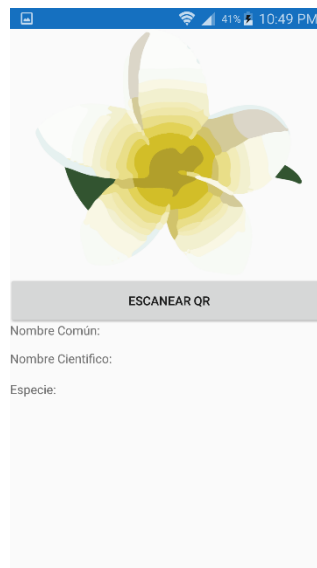 41% 10:49 PM
ESCANEAR QR
Nombre Común:
Nombre Cientifico:
Especie: